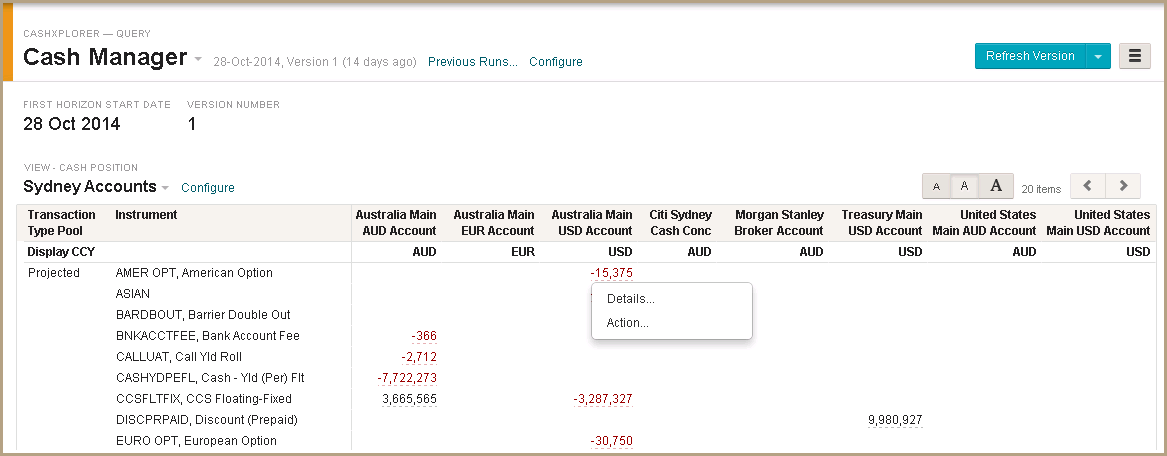 CASHXPLORER — QUERY
Cash Manager 28-Oct-2014, Version 1 (14 days ago) Previous Runs... Configure Refresh Version
FIRST HORIZON START DATE VERSION NUMBER
28 Oct 2014 1
VIEW - CASH POSITION
Sydney Accounts Configure A A A 20 items
Transaction Instrument Australia Main Australia Main Australia Main Citi Sydney Morgan Stanley Treasury Main United States United States
Type Pool AUD Account EUR Account USD Account Cash Conc Broker Account USD Account Main AUD Account Main USD Account
Display CCY AUD EUR USD AUD AUD USD AUD USD
Projected AMER OPT, American Option -15,375
ASIAN
Details...
BARDBOUT, Barrier Double Out
Action...
BNKACCTFEE, Bank Account Fee -366
CALLUAT, Call Yld Roll -2,712
CASHYDPEFL, Cash - Yld (Per) Flt -7,722,273
CCSFLTFIX, CCS Floating-Fixed 3,665,565 -3,287,327
DISCPRPAID, Discount (Prepaid) 9,980,927
EURO OPT, European Option -30,750